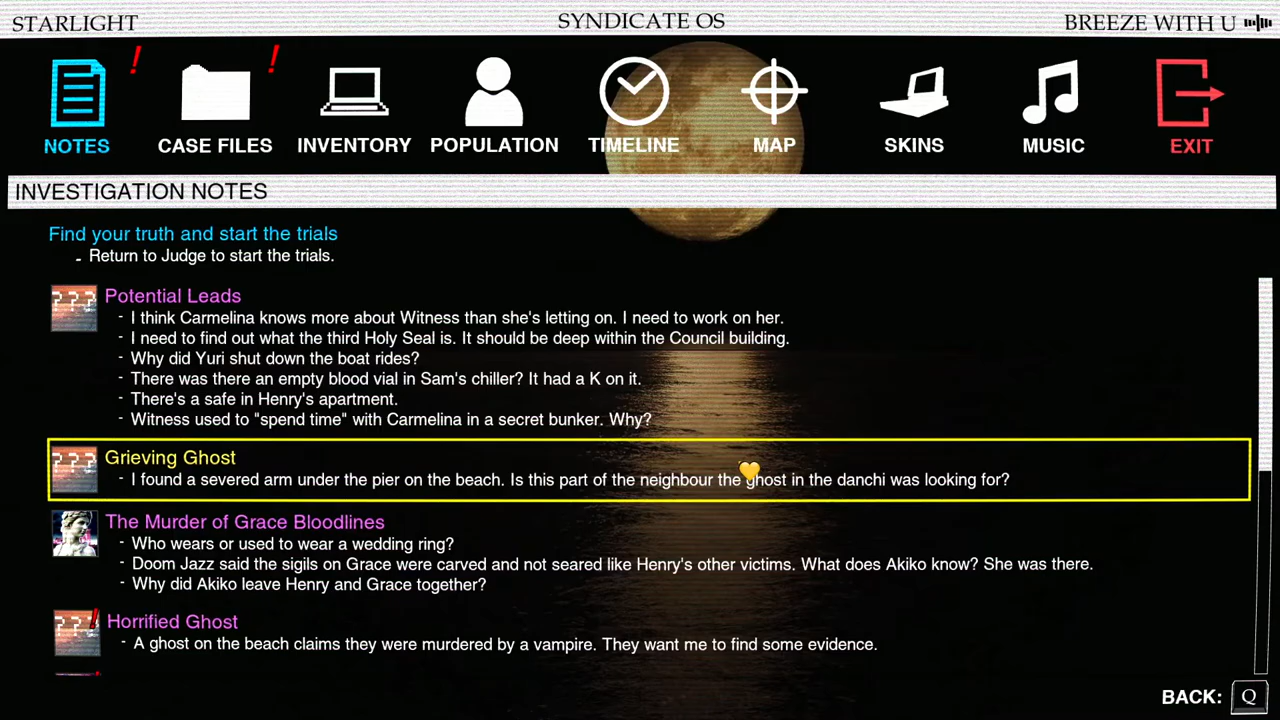 STARLIGHT
SYNDICATE OS
BREEZE WITH U
! !
NOTES CASE FILES INVENTORY POPULATION TIMELINE MAP SKINS MUSIC EXIT
INVESTIGATION NOTES
Find your truth and start the trials
- Return to Judge to start the trials.
???
Potential Leads
- I think Carmelina knows more about Witness than she's letting on. I need to work on her.
- I need to find out what the third Holy Seal is. It should be deep within the Council building.
- Why did Yuri shut down the boat rides?
- There was there an empty blood vial in Sam's chiller? It had a K on it.
- There's a safe in Henry's apartment.
- Witness used to "spend time" with Carmelina in a secret bunker. Why?
???
Grieving Ghost
- I found a severed arm under the pier on the beach. Is this part of the neighbour the ghost in the danchi was looking for?
The Murder of Grace Bloodlines
- Who wears or used to wear a wedding ring?
- Doom Jazz said the sigils on Grace were carved and not seared like Henry's other victims. What does Akiko know? She was there.
- Why did Akiko leave Henry and Grace together?
???!
Horrified Ghost
- A ghost on the beach claims they were murdered by a vampire. They want me to find some evidence.
BACK: Q